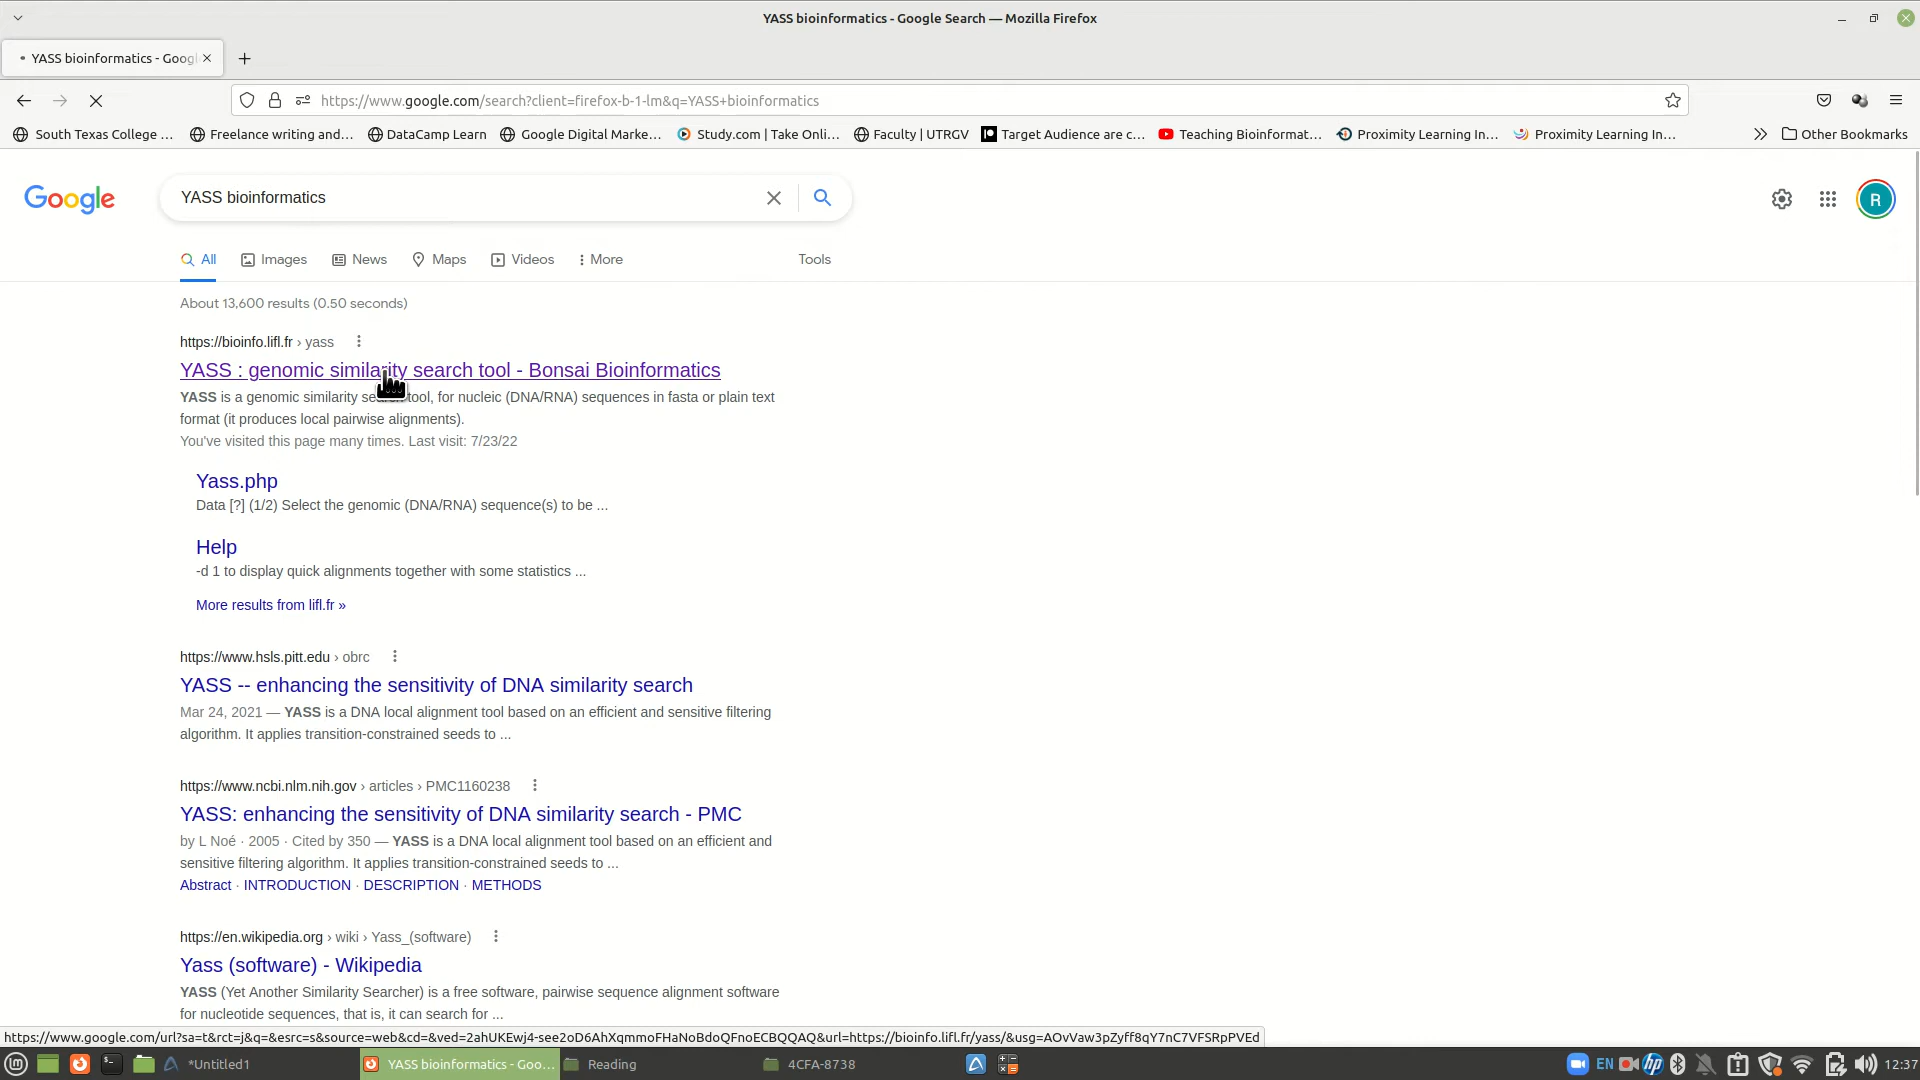 YASS bioinformatics - Google Search — Mozilla Firefox
YASS bioinformatics - Googl
https://www.google.com/search?client=firefox-b-1-lm&q=YASS+bioinformatics
South Texas College ...
Freelance writing and...
DataCamp Learn
Google Digital Marke...
Study.com | Take Onli...
Faculty | UTRGV
Target Audience are c...
Teaching Bioinformat...
Proximity Learning In...
Proximity Learning In...
Other Bookmarks
Google
YASS bioinformatics
R
All
Images
News
Maps
Videos
More
Tools
About 13,600 results (0.50 seconds)
https://bioinfo.lifl.fr › yass
YASS : genomic similarity search tool - Bonsai Bioinformatics
YASS is a genomic similarity search tool, for nucleic (DNA/RNA) sequences in fasta or plain text
format (it produces local pairwise alignments).
You've visited this page many times. Last visit: 7/23/22
Yass.php
Data [?] (1/2) Select the genomic (DNA/RNA) sequence(s) to be ...
Help
-d 1 to display quick alignments together with some statistics ...
More results from lifl.fr »
https://www.hsls.pitt.edu › obrc
YASS -- enhancing the sensitivity of DNA similarity search
Mar 24, 2021 — YASS is a DNA local alignment tool based on an efficient and sensitive filtering
algorithm. It applies transition-constrained seeds to ...
https://www.ncbi.nlm.nih.gov › articles › PMC1160238
YASS: enhancing the sensitivity of DNA similarity search - PMC
by L Noé · 2005 · Cited by 350 — YASS is a DNA local alignment tool based on an efficient and
sensitive filtering algorithm. It applies transition-constrained seeds to ...
Abstract · INTRODUCTION · DESCRIPTION · METHODS
https://en.wikipedia.org › wiki › Yass_(software)
Yass (software) - Wikipedia
YASS (Yet Another Similarity Searcher) is a free software, pairwise sequence alignment software
for nucleotide sequences, that is, it can search for ...
https://www.google.com/url?sa=t&rct=j&q=&esrc=s&source=web&cd=&ved=2ahUKEwj4-see2oD6AhXqmmoFHaNoBdoQFnoECBQQAQ&url=https://bioinfo.lifl.fr/yass/&usg=AOvVaw3pZyff8qY7nC7VFSRpPVEd
*Untitled1
YASS bioinformatics - Goo...
Reading
4CFA-8738
EN
hp
12:37